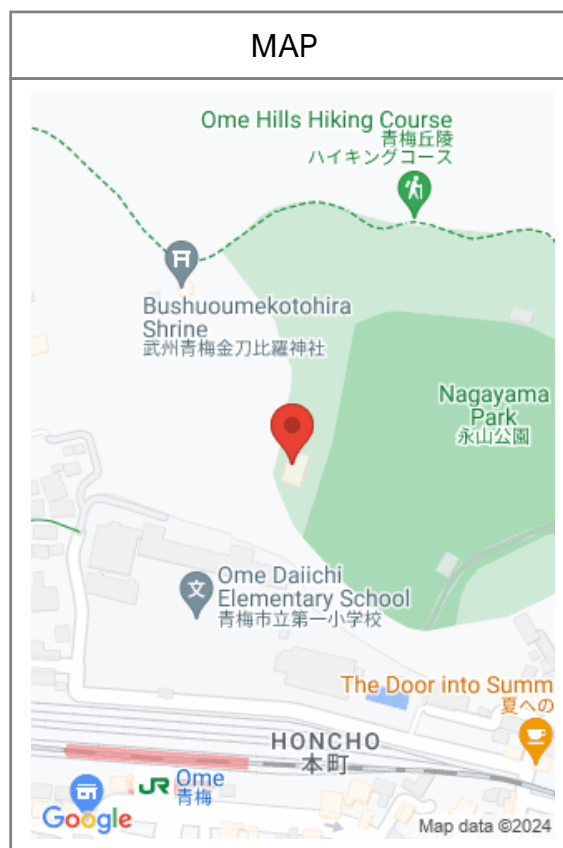 MAP
Ome Hills Hiking Course
青梅丘陵
ハイキングコース
Bushuoumekotohira
Shrine
武州青梅金刀比羅神社
Nagayama
Park
永山公園
文
Ome Daiichi
Elementary School
青梅市立第一小学校
The Door into Summ
夏への
HONCHO
本町
JR Ome
青梅
Google
Map data ©2024